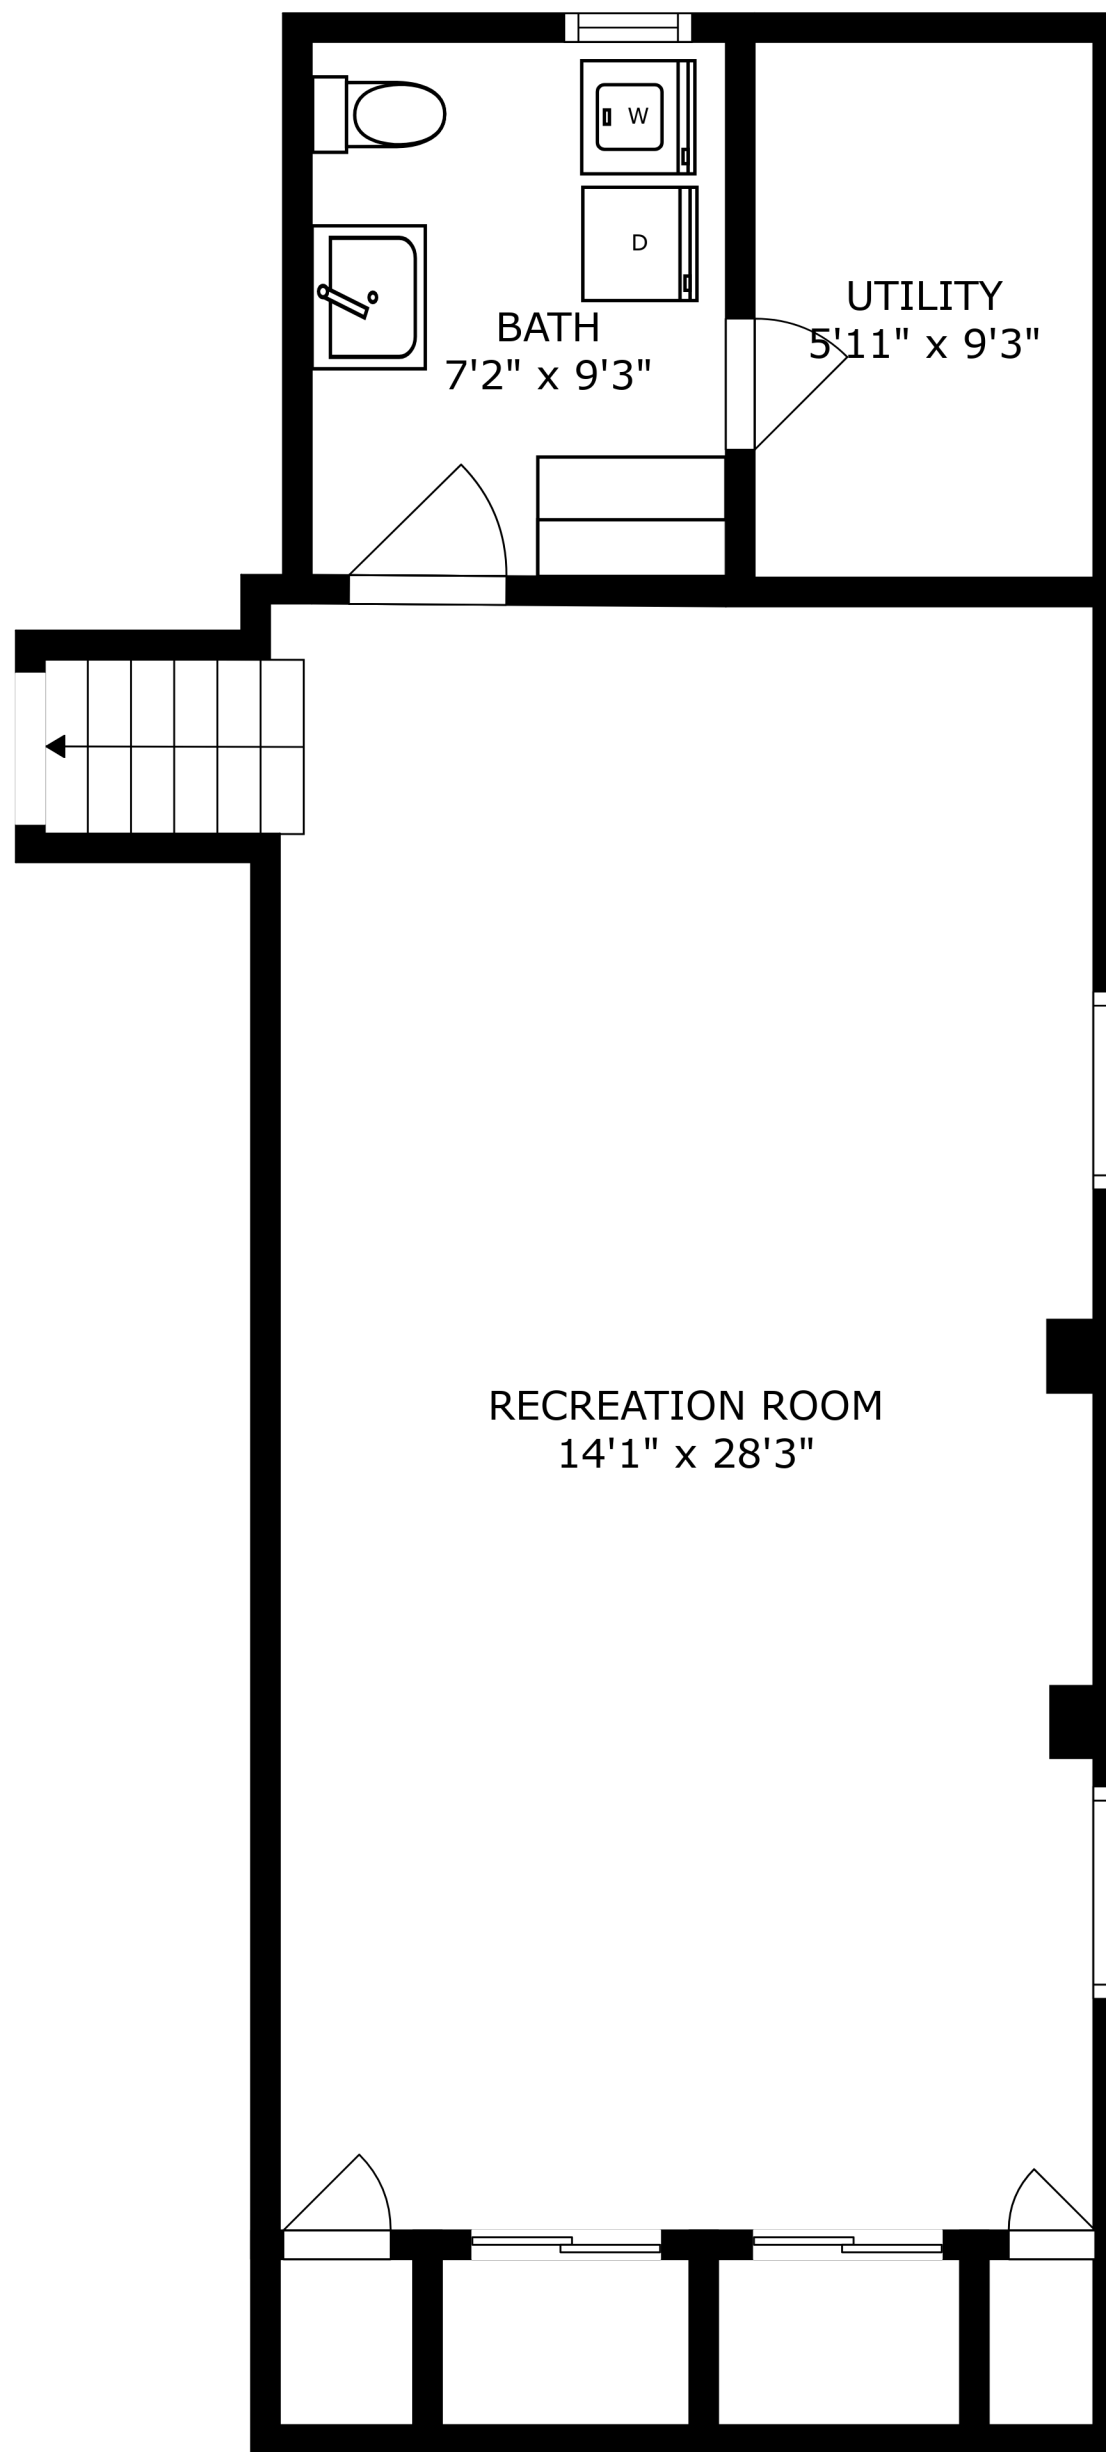 W
D
BATH
7'2" x 9'3"
UTILITY
5'11" x 9'3"
RECREATION ROOM
14'1" x 28'3"